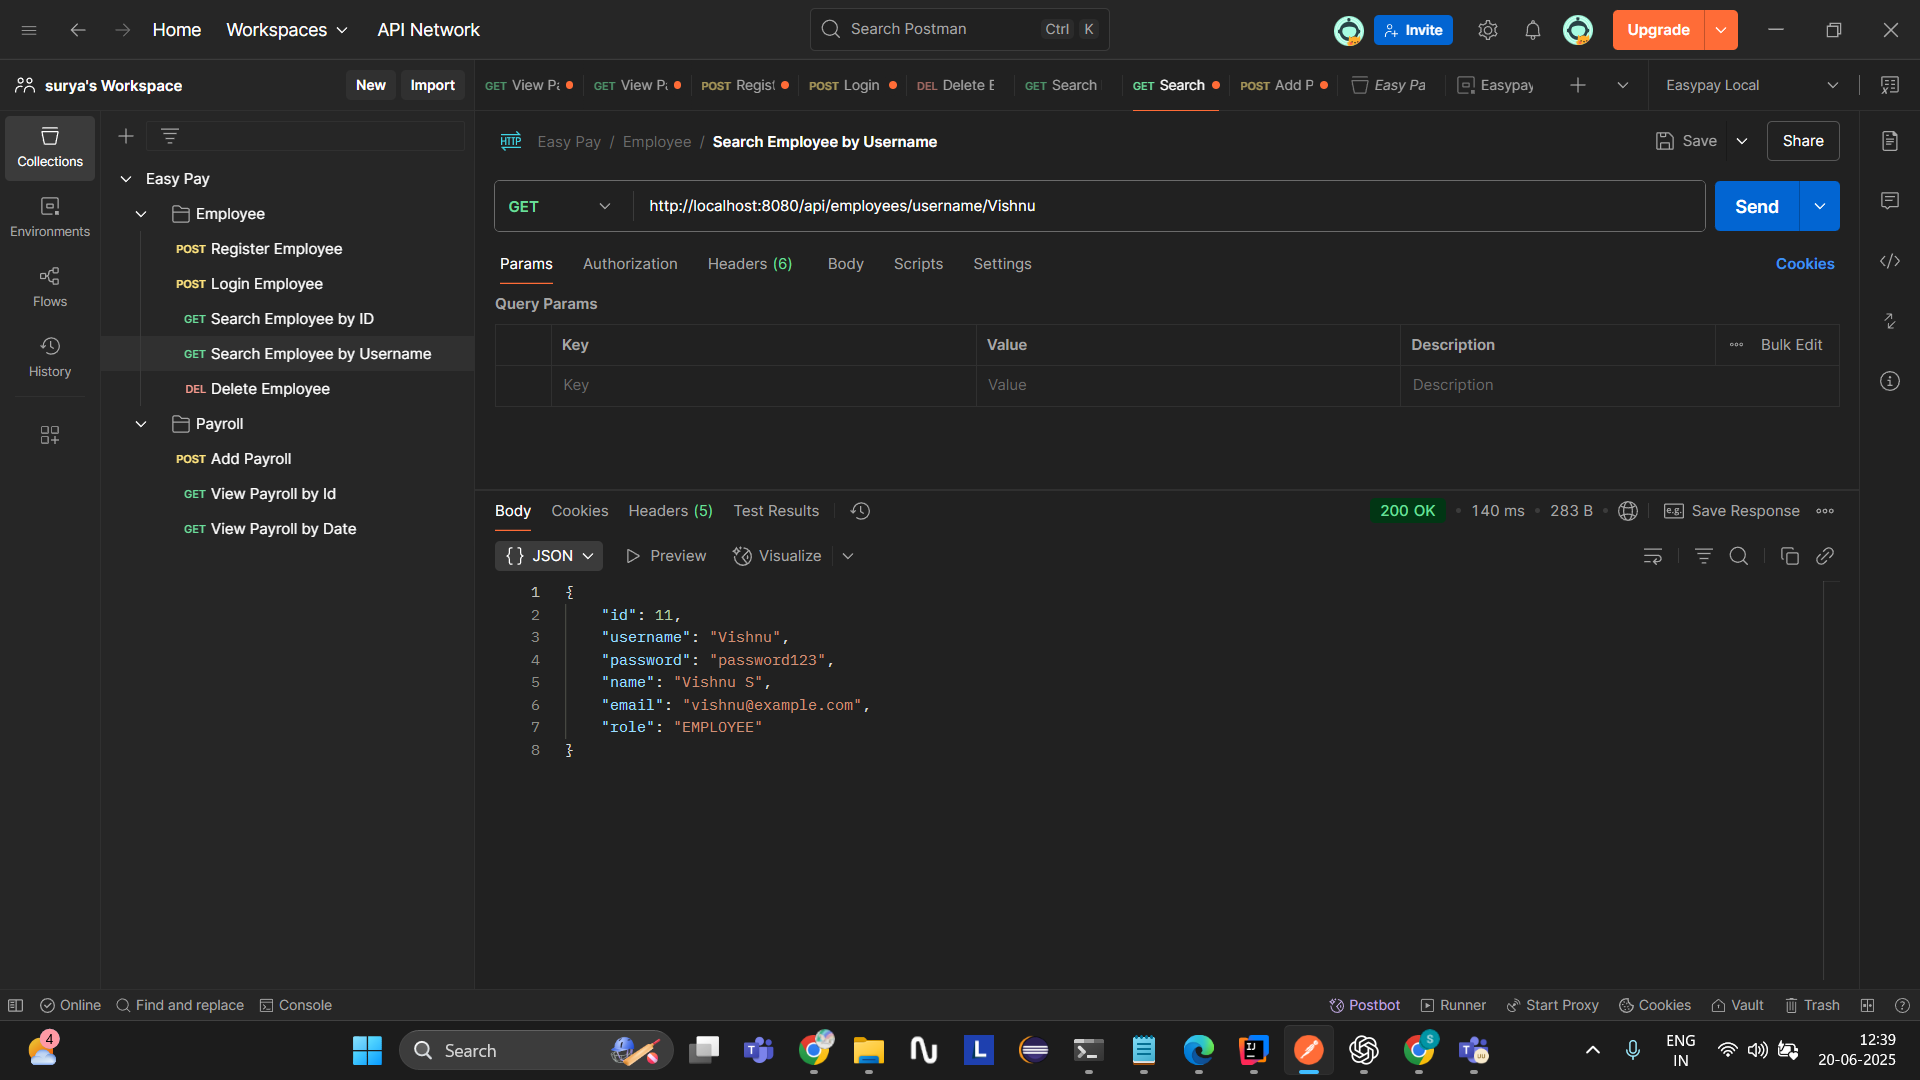 Home Workspaces API Network Search Postman Ctrl K Invite Upgrade
surya's Workspace New Import
GET View Pa GET View Pa POST Regist POST Login DEL Delete E GET Search GET Search POST Add P Easy Pa Easypay Easypay Local
Collections
Environments
Flows
History
Easy Pay
Employee
POST Register Employee
POST Login Employee
GET Search Employee by ID
GET Search Employee by Username
DEL Delete Employee
Payroll
POST Add Payroll
GET View Payroll by Id
GET View Payroll by Date
HTTP Easy Pay / Employee / Search Employee by Username Save Share
GET http://localhost:8080/api/employees/username/Vishnu Send
Params Authorization Headers (6) Body Scripts Settings Cookies
Query Params
Key Value Description Bulk Edit
Key Value Description
Body Cookies Headers (5) Test Results 200 OK • 140 ms • 283 B • e.g. Save Response
{} JSON Preview Visualize
1 {
2 "id": 11,
3 "username": "Vishnu",
4 "password": "password123",
5 "name": "Vishnu S",
6 "email": "vishnu@example.com",
7 "role": "EMPLOYEE"
8 }
Online Find and replace Console Postbot Runner Start Proxy Cookies Vault Trash
4 Search L IJ S ENG 12:39
IN 20-06-2025